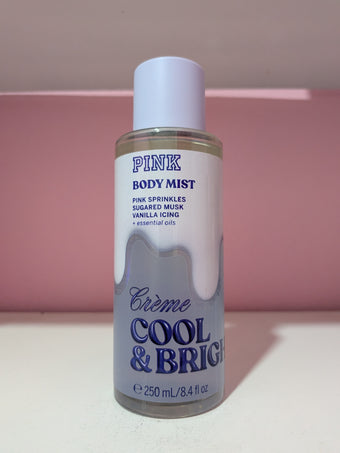 PINK
BODY MIST
PINK SPRINKLES
SUGARED MUSK
VANILLA ICING
+ essential oils
Crème
COOL
& BRIGH
℮ 250 mL/8.4 fl oz